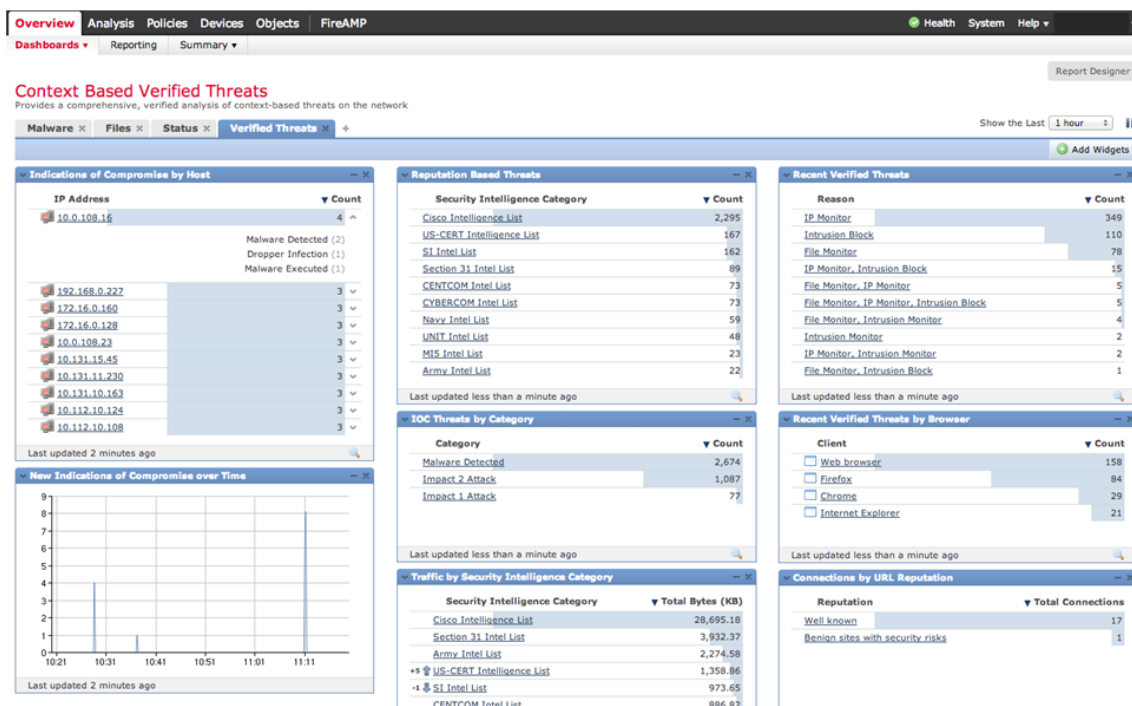 Overview Analysis Policies Devices Objects FireAMP Health System Help
Dashboards Reporting Summary
Report Designer
Context Based Verified Threats
Provides a comprehensive, verified analysis of context-based threats on the network
Malware Files Status Verified Threats +
Show the Last 1 hour
Add Widgets
Indications of Compromise by Host
IP Address Count
10.0.108.16 4
Malware Detected (2)
Dropper Infection (1)
Malware Executed (1)
192.168.0.227 3
172.16.0.160 3
172.16.0.128 3
10.0.108.23 3
10.131.15.45 3
10.131.11.230 3
10.131.10.163 3
10.112.10.124 3
10.112.10.108 3
Last updated 2 minutes ago
New Indications of Compromise over Time
9
8
7
6
5
4
3
2
1
0
10:21 10:31 10:41 10:51 11:01 11:11
Last updated 2 minutes ago
Reputation Based Threats
Security Intelligence Category Count
Cisco Intelligence List 2,295
US-CERT Intelligence List 167
SI Intel List 162
Section 31 Intel List 89
CENTCOM Intel List 73
CYBERCOM Intel List 73
Navy Intel List 59
UNIT Intel List 48
MI5 Intel List 23
Army Intel List 22
Last updated less than a minute ago
IOC Threats by Category
Category Count
Malware Detected 2,674
Impact 2 Attack 1,087
Impact 1 Attack 77
Last updated less than a minute ago
Traffic by Security Intelligence Category
Security Intelligence Category Total Bytes (KB)
Cisco Intelligence List 28,695.18
Section 31 Intel List 3,932.37
Army Intel List 2,274.58
+5 US-CERT Intelligence List 1,358.86
-1 SI Intel List 973.65
CENTCOM Intel List 886.82
Recent Verified Threats
Reason Count
IP Monitor 349
Intrusion Block 110
File Monitor 78
IP Monitor, Intrusion Block 15
File Monitor, IP Monitor 5
File Monitor, IP Monitor, Intrusion Block 5
File Monitor, Intrusion Monitor 4
Intrusion Monitor 2
IP Monitor, Intrusion Monitor 2
File Monitor, Intrusion Block 1
Last updated less than a minute ago
Recent Verified Threats by Browser
Client Count
Web browser 158
Firefox 84
Chrome 29
Internet Explorer 21
Last updated less than a minute ago
Connections by URL Reputation
Reputation Total Connections
Well known 17
Benign sites with security risks 1